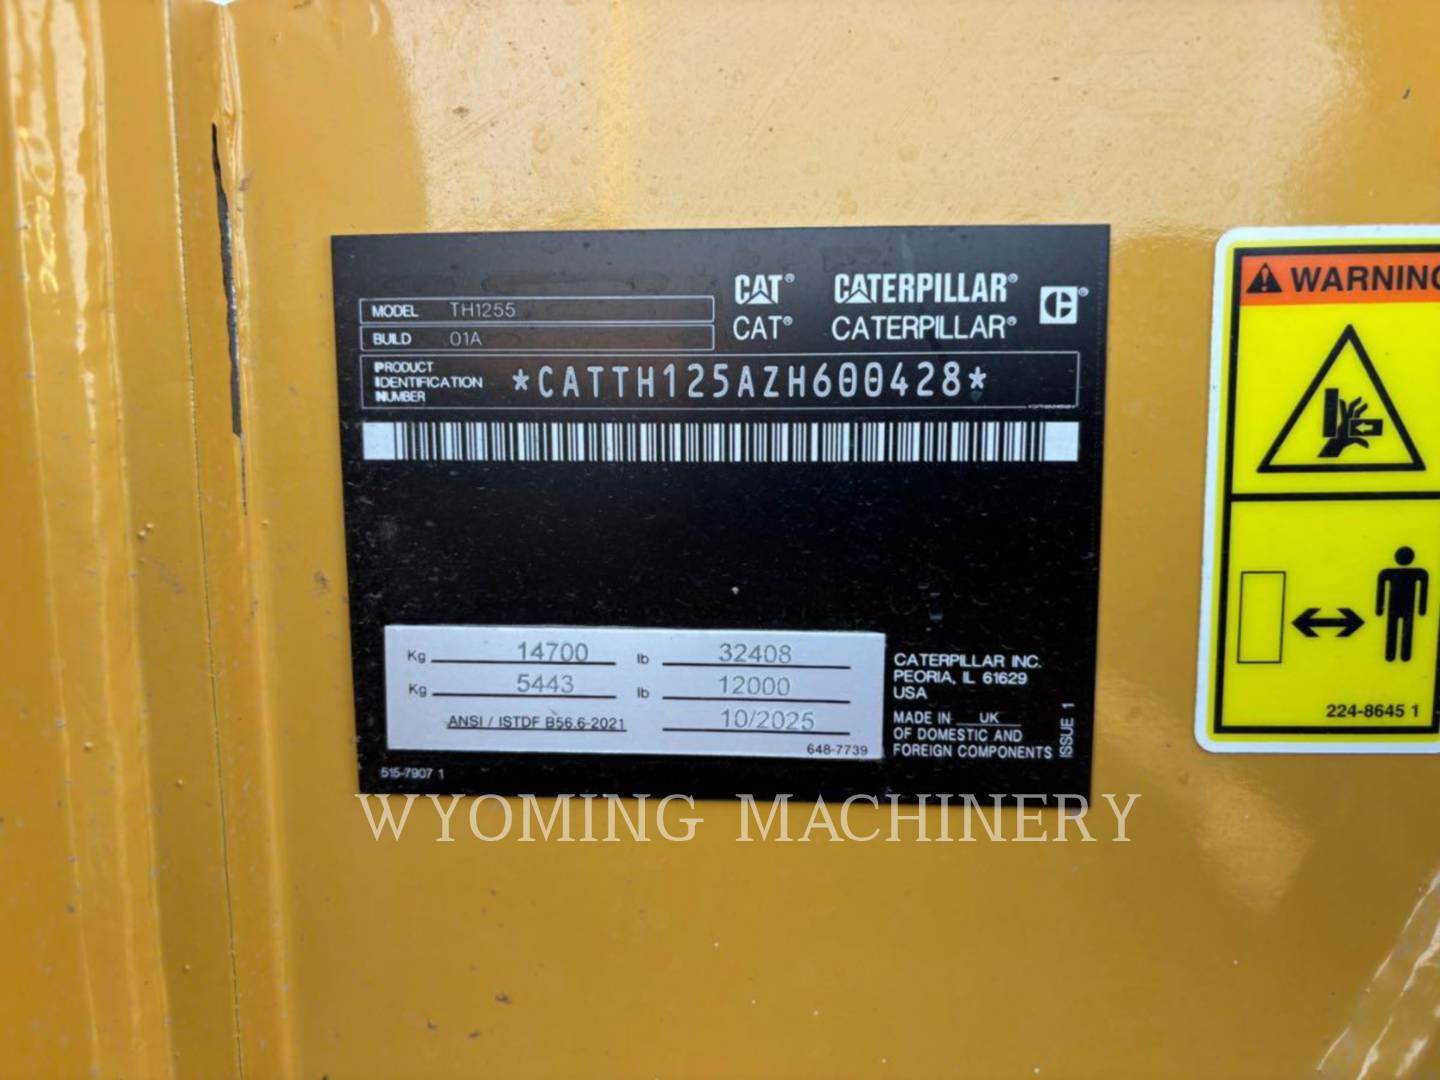 MODEL TH1255
BUILD 01A
CAT® CATERPILLAR® C®
CAT® CATERPILLAR®
PRODUCT
IDENTIFICATION
NUMBER
*CATTH125AZH600428*
Kg 14700 lb 32408
Kg 5443 lb 12000
ANSI / ISTDF B56.6-2021 10/2025
648-7739
515-7907 1
CATERPILLAR INC.
PEORIA, IL 61629
USA
MADE IN UK
OF DOMESTIC AND
FOREIGN COMPONENTS
ISSUE 1
WARNING
224-8645 1
WYOMING MACHINERY